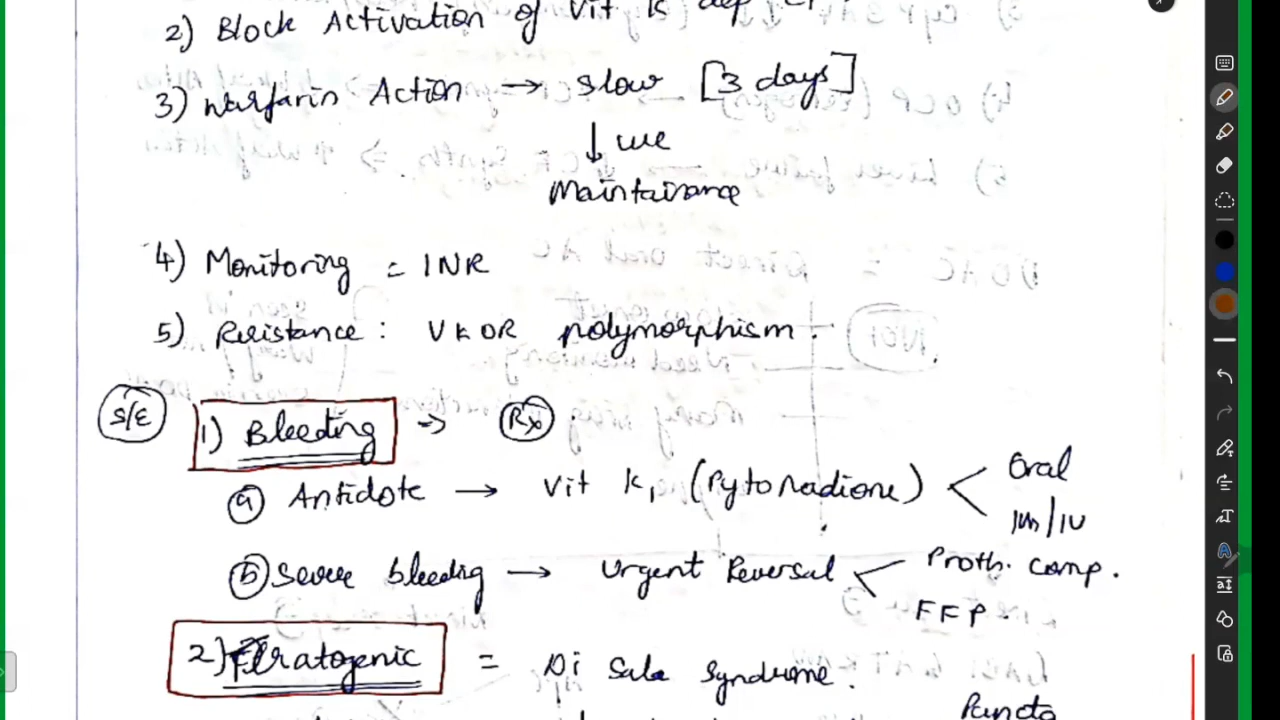 2) Block Activation of Vit K dep CF
3) Warfarin Action → Slow [3 days]
↓ use
Maintainance
4) Monitoring = INR
5) Resistance : VKOR polymorphism.
S/E 1) Bleeding ⇒ Rx
a Antidote → Vit K1 (Pytonadione) < Oral
IM/IV
b Severe bleeding → Urgent Reversal < Proth. comp.
FFP.
2) Teratogenic = Di Sala Syndrome.